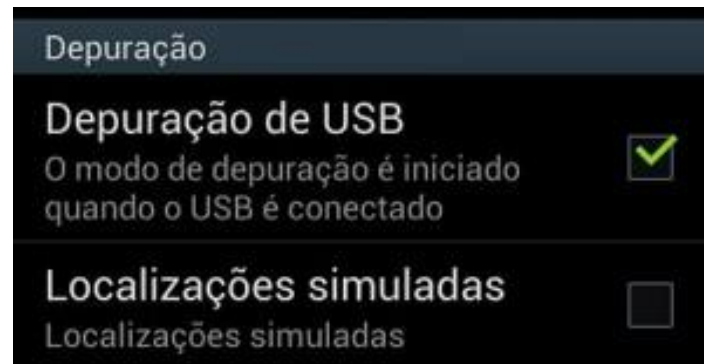 Depuração
Depuração de USB
O modo de depuração é iniciado
quando o USB é conectado
Localizações simuladas
Localizações simuladas